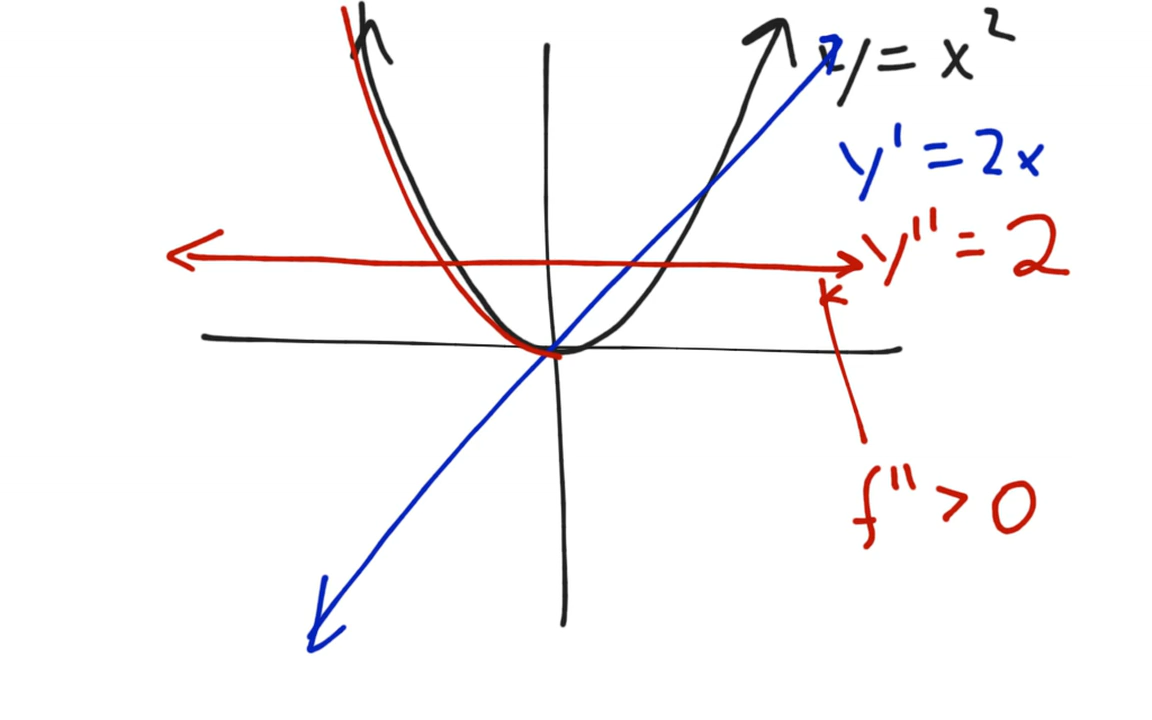 y = x²
y' = 2x
y'' = 2
f'' > 0